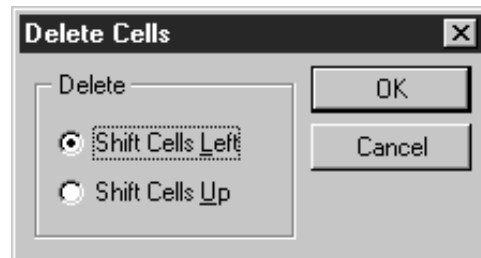 Delete Cells
Delete
Shift Cells Left
Shift Cells Up
OK
Cancel